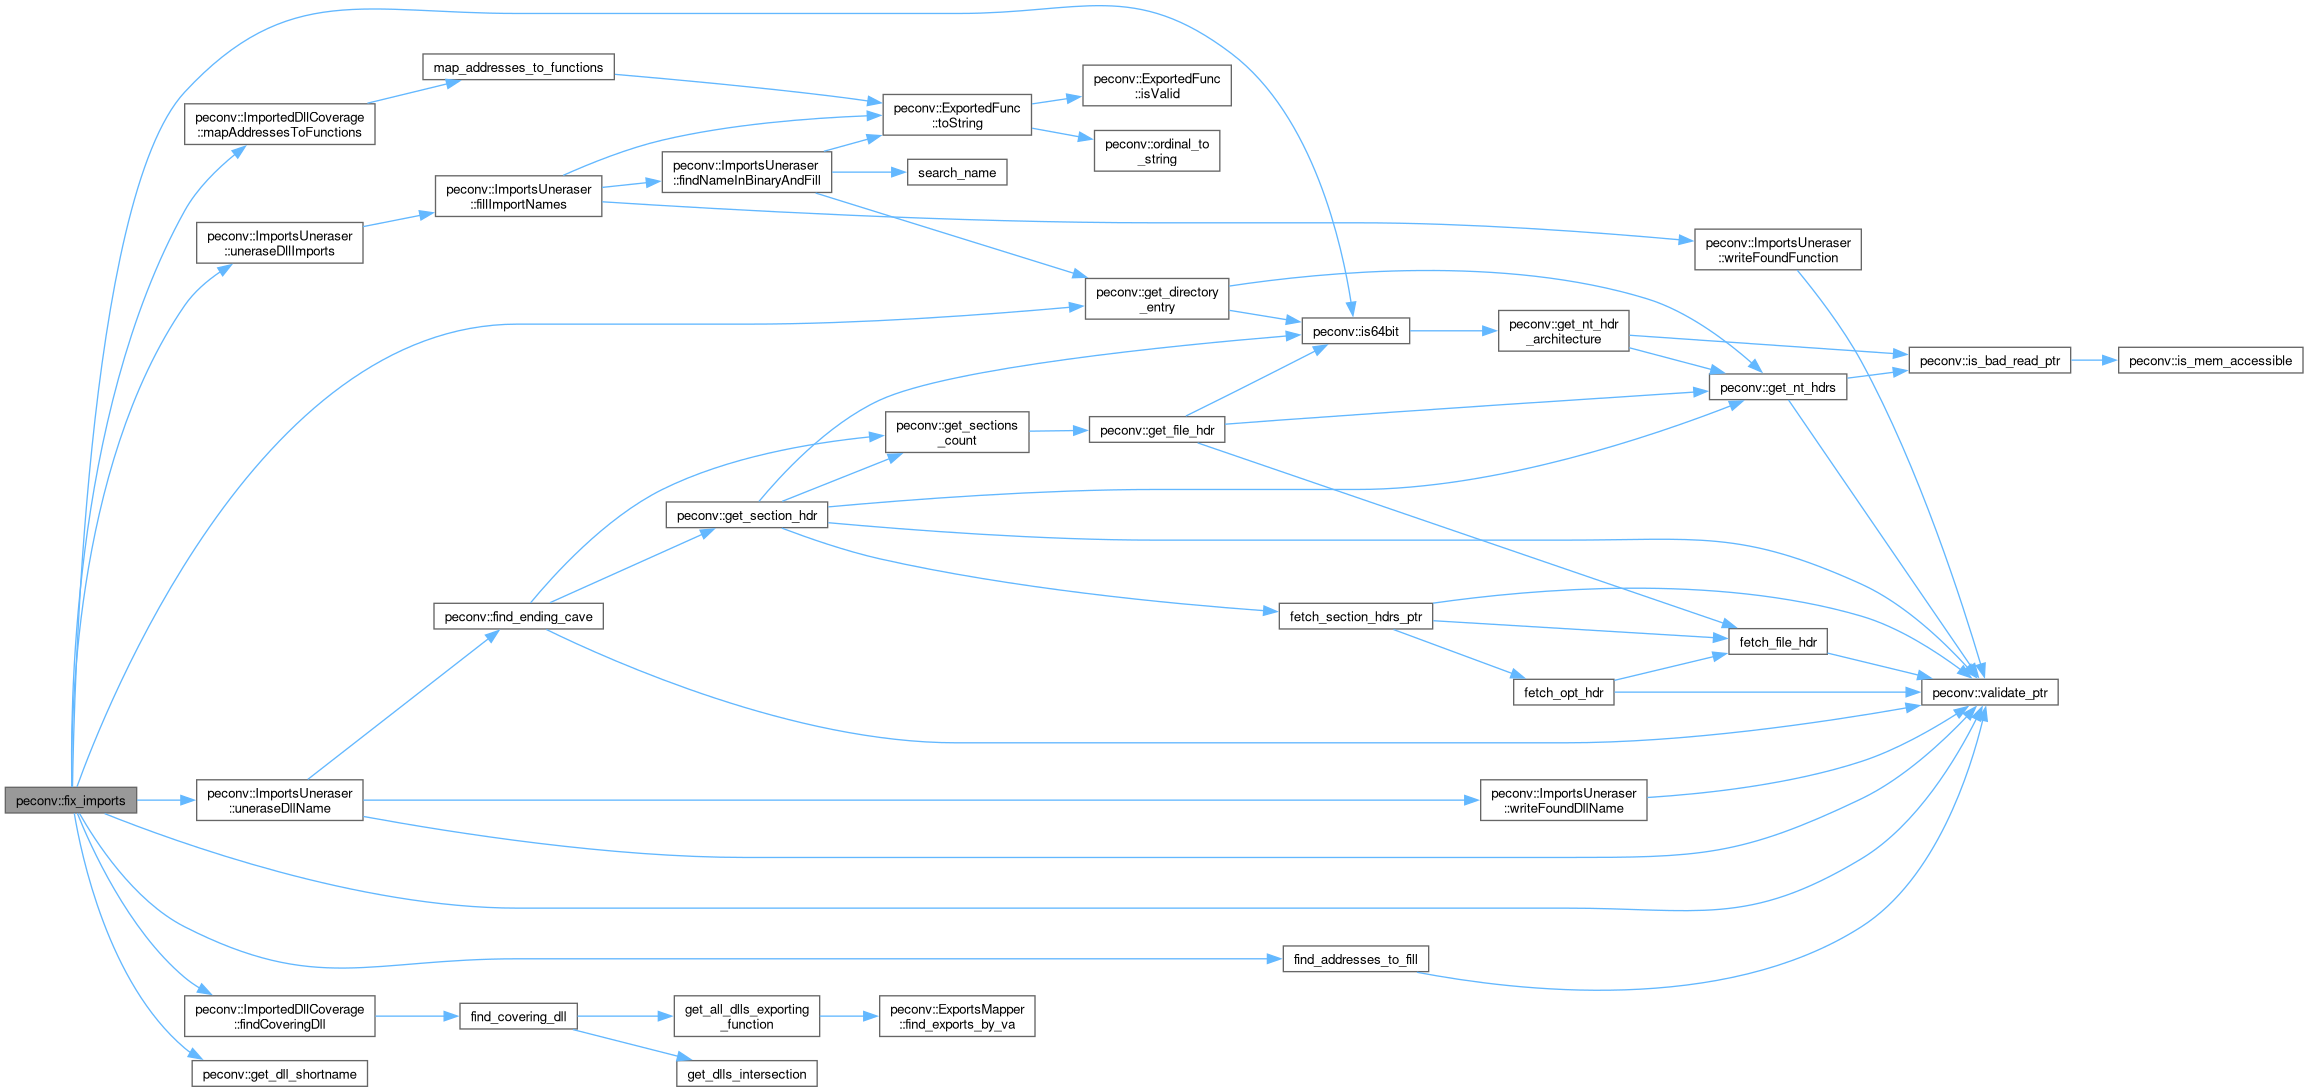 map_addresses_to_functions
peconv::ExportedFunc
::isValid
peconv::ImportedDllCoverage
::mapAddressesToFunctions
peconv::ExportedFunc
::toString
peconv::ordinal_to
_string
peconv::ImportsUneraser
::findNameInBinaryAndFill
search_name
peconv::ImportsUneraser
::fillImportNames
peconv::ImportsUneraser
::uneraseDllImports
peconv::ImportsUneraser
::writeFoundFunction
peconv::get_directory
_entry
peconv::is64bit
peconv::get_nt_hdr
_architecture
peconv::is_bad_read_ptr
peconv::is_mem_accessible
peconv::get_nt_hdrs
peconv::get_sections
_count
peconv::get_file_hdr
peconv::get_section_hdr
peconv::find_ending_cave
fetch_section_hdrs_ptr
fetch_file_hdr
fetch_opt_hdr
peconv::validate_ptr
peconv::fix_imports
peconv::ImportsUneraser
::uneraseDllName
peconv::ImportsUneraser
::writeFoundDllName
find_addresses_to_fill
peconv::ImportedDllCoverage
::findCoveringDll
find_covering_dll
get_all_dlls_exporting
_function
peconv::ExportsMapper
::find_exports_by_va
peconv::get_dll_shortname
get_dlls_intersection